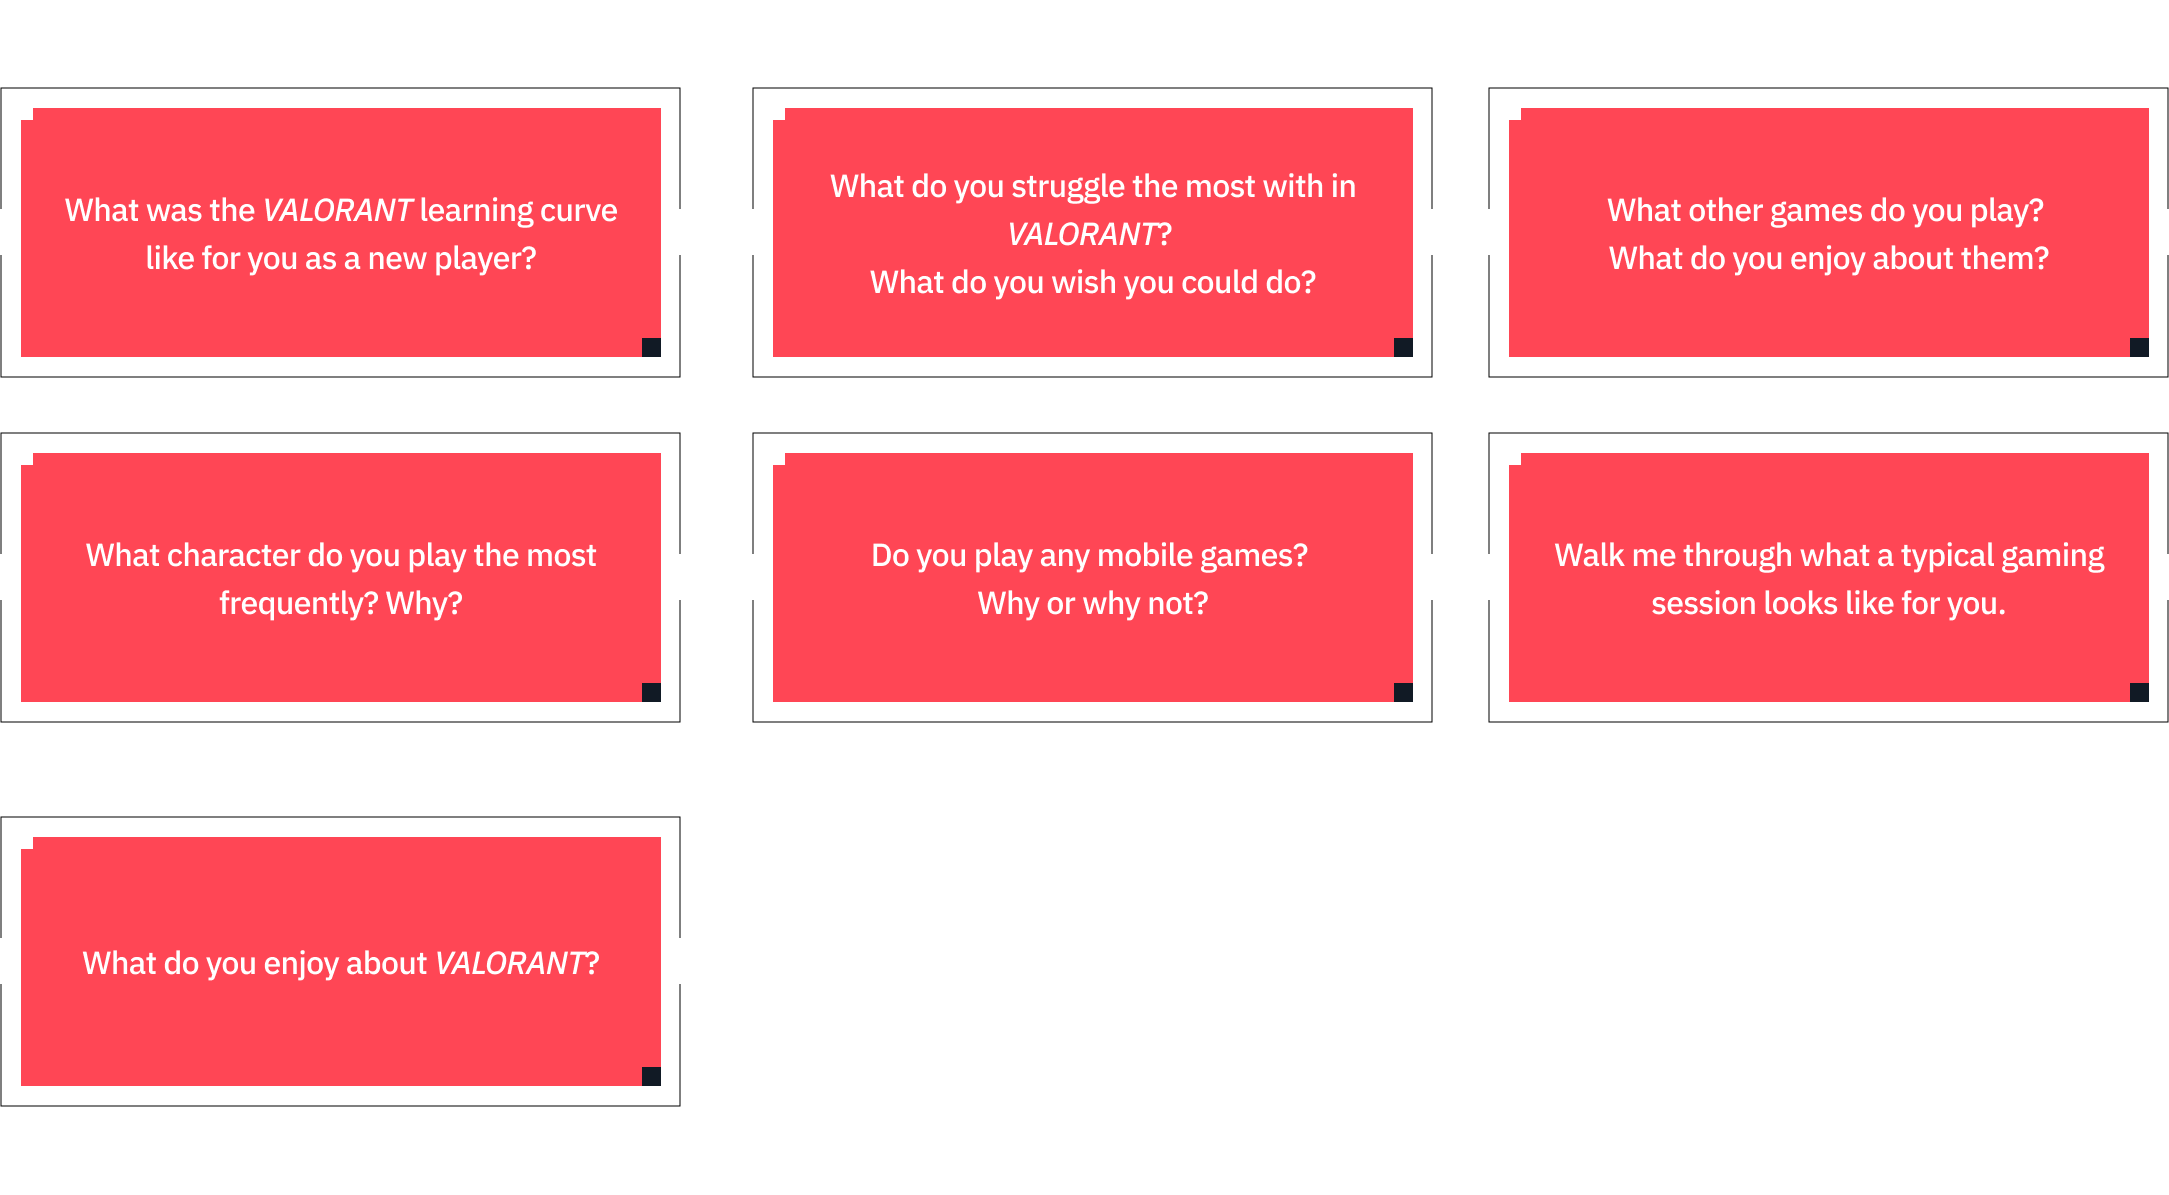 What was the VALORANT learning curve
like for you as a new player?
What do you struggle the most with in
VALORANT?
What do you wish you could do?
What other games do you play?
What do you enjoy about them?
What character do you play the most
frequently? Why?
Do you play any mobile games?
Why or why not?
Walk me through what a typical gaming
session looks like for you.
What do you enjoy about VALORANT?